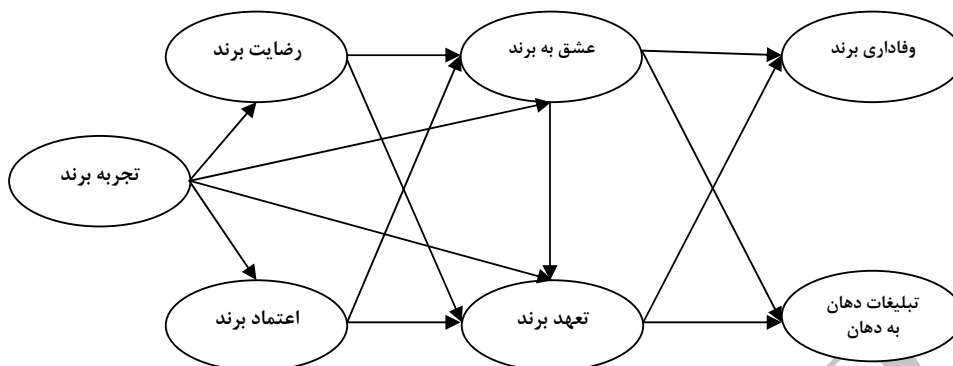 رضایت برند
عشق به برند
وفاداری برند
تجربه برند
اعتماد برند
تعهد برند
تبلیغات دهان
به دهان